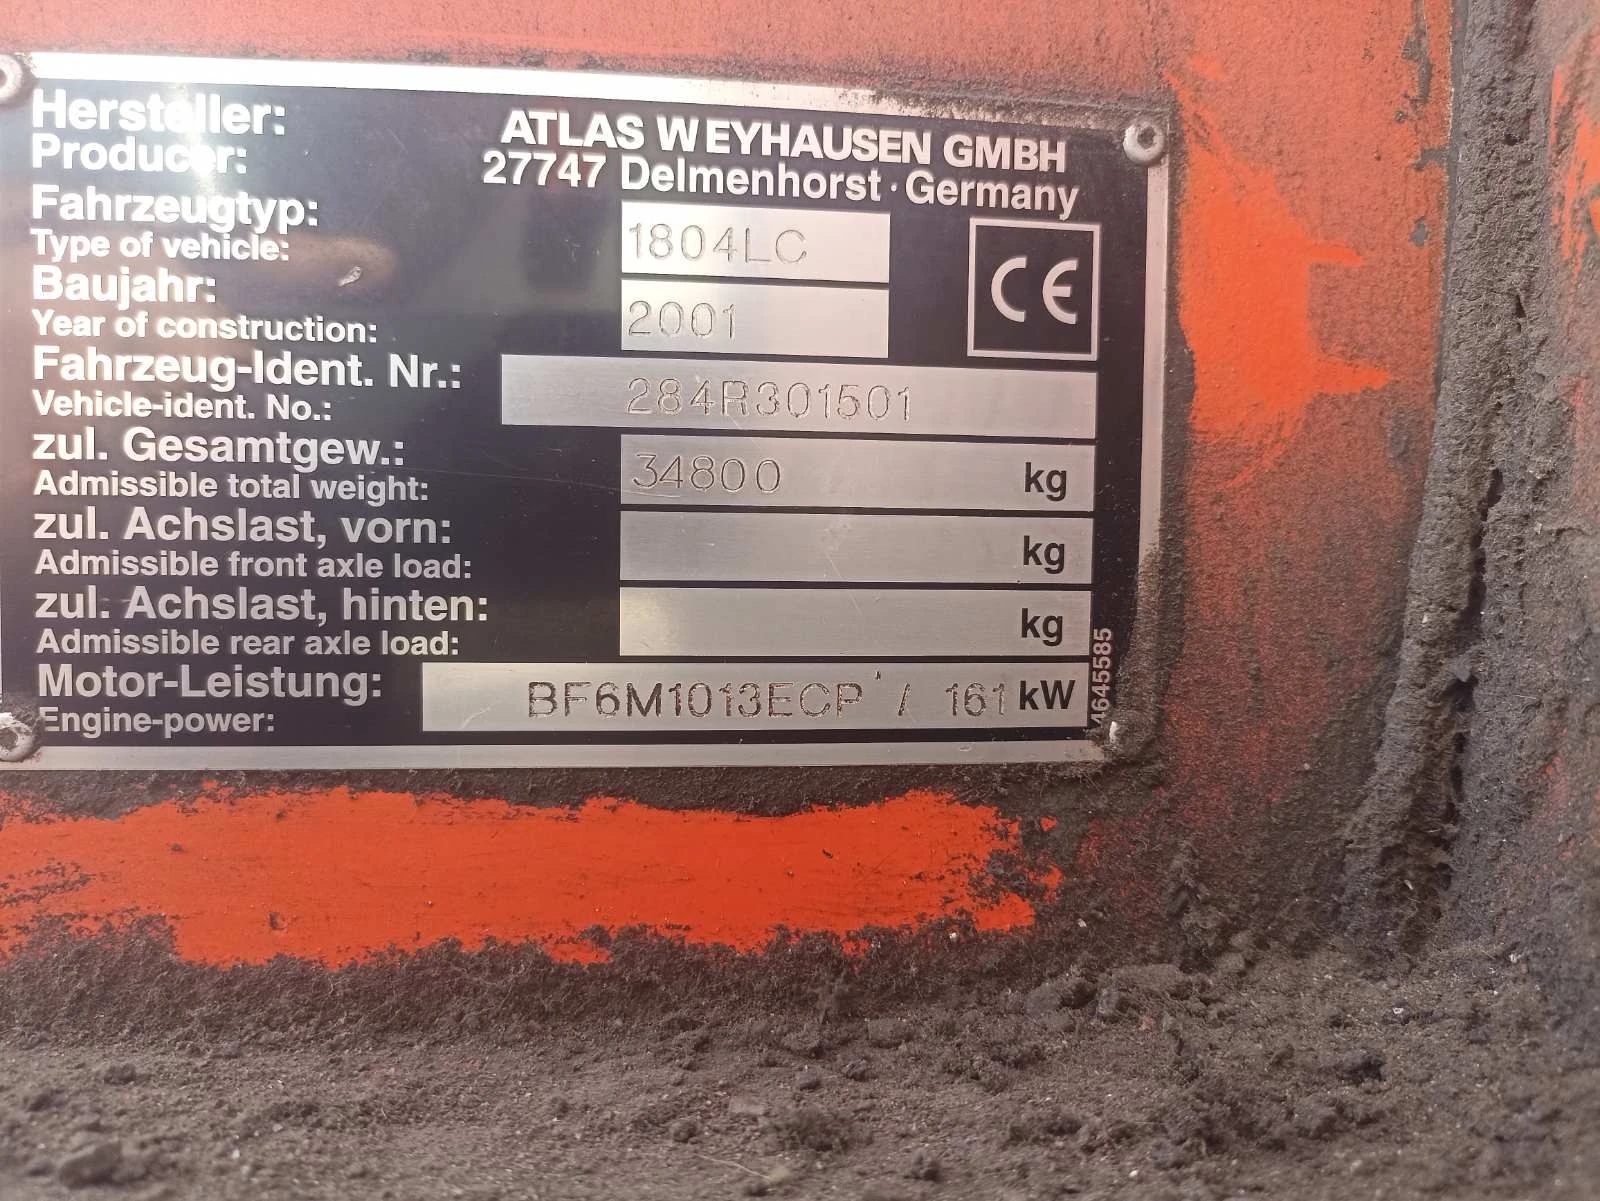 Hersteller: ATLAS WEYHAUSEN GMBH
Producer: 27747 Delmenhorst · Germany
Fahrzeugtyp:
Type of vehicle: 1804LC
Baujahr:
Year of construction: 2001
CE
Fahrzeug-Ident. Nr.:
Vehicle-ident. No.: 284R301501
zul. Gesamtgew.:
Admissible total weight: 34800 kg
zul. Achslast, vorn:
Admissible front axle load: kg
zul. Achslast, hinten:
Admissible rear axle load: kg
Motor-Leistung:
Engine-power: BF6M1013ECP / 161 kW
4645585